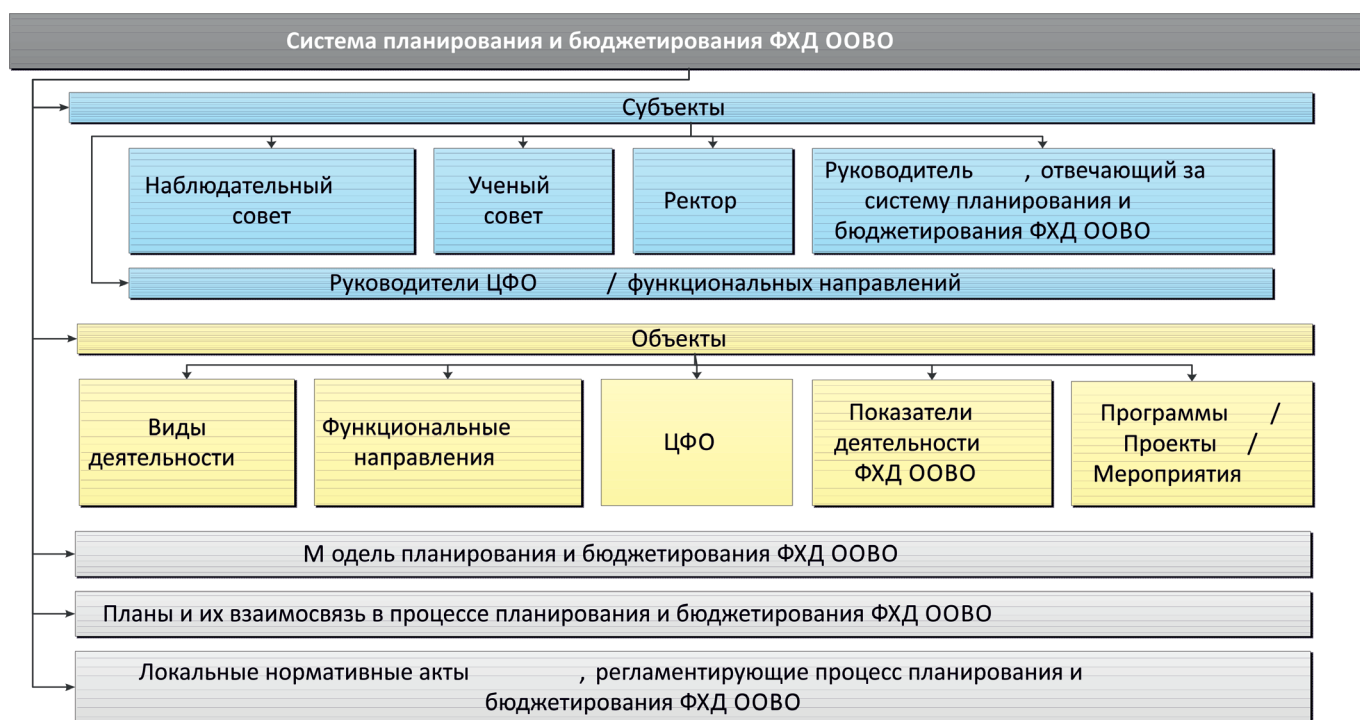 Система планирования и бюджетирования ФХД ООВО
Субъекты
Наблюдательный
совет
Ученый
совет
Ректор
Руководитель , отвечающий за
систему планирования и
бюджетирования ФХД ООВО
Руководители ЦФО / функциональных направлений
Объекты
Виды
деятельности
Функциональные
направления
ЦФО
Показатели
деятельности
ФХД ООВО
Программы /
Проекты /
Мероприятия
М одель планирования и бюджетирования ФХД ООВО
Планы и их взаимосвязь в процессе планирования и бюджетирования ФХД ООВО
Локальные нормативные акты , регламентирующие процесс планирования и
бюджетирования ФХД ООВО